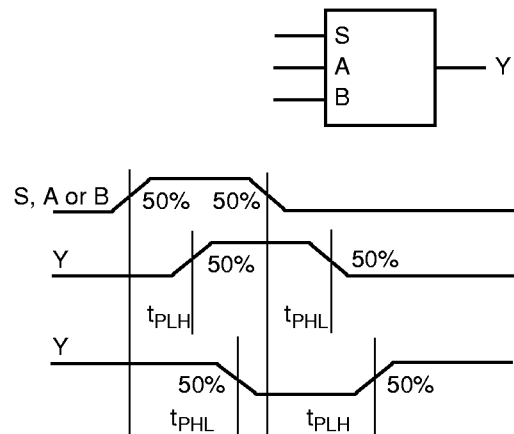 S
A Y
B
S, A or B 50% 50%
Y 50% 50%
tPLH tPHL
Y
50% 50%
tPHL tPLH